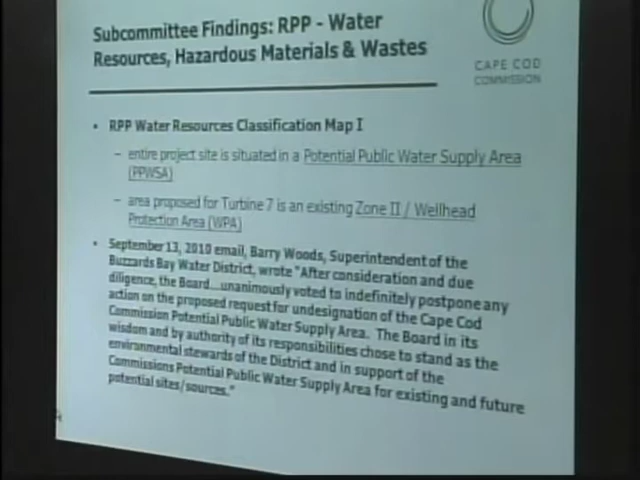 Subcommittee Findings: RPP - Water
Resources, Hazardous Materials & Wastes
CAPE COD
COMMISSION
• RPP Water Resources Classification Map I
– entire project site is situated in a Potential Public Water Supply Area
(PPWSA)
– area proposed for Turbine 7 is an existing Zone II / Wellhead
Protection Area (WPA)
• September 13, 2010 email, Barry Woods, Superintendent of the
Buzzards Bay Water District, wrote "After consideration and due
diligence, the Board...unanimously voted to indefinitely postpone any
action on the proposed request for undesignation of the Cape Cod
Commission Potential Public Water Supply Area. The Board in its
wisdom and by authority of its responsibilities chose to stand as the
environmental stewards of the District and in support of the
Commissions Potential Public Water Supply Area for existing and future
potential sites/sources."